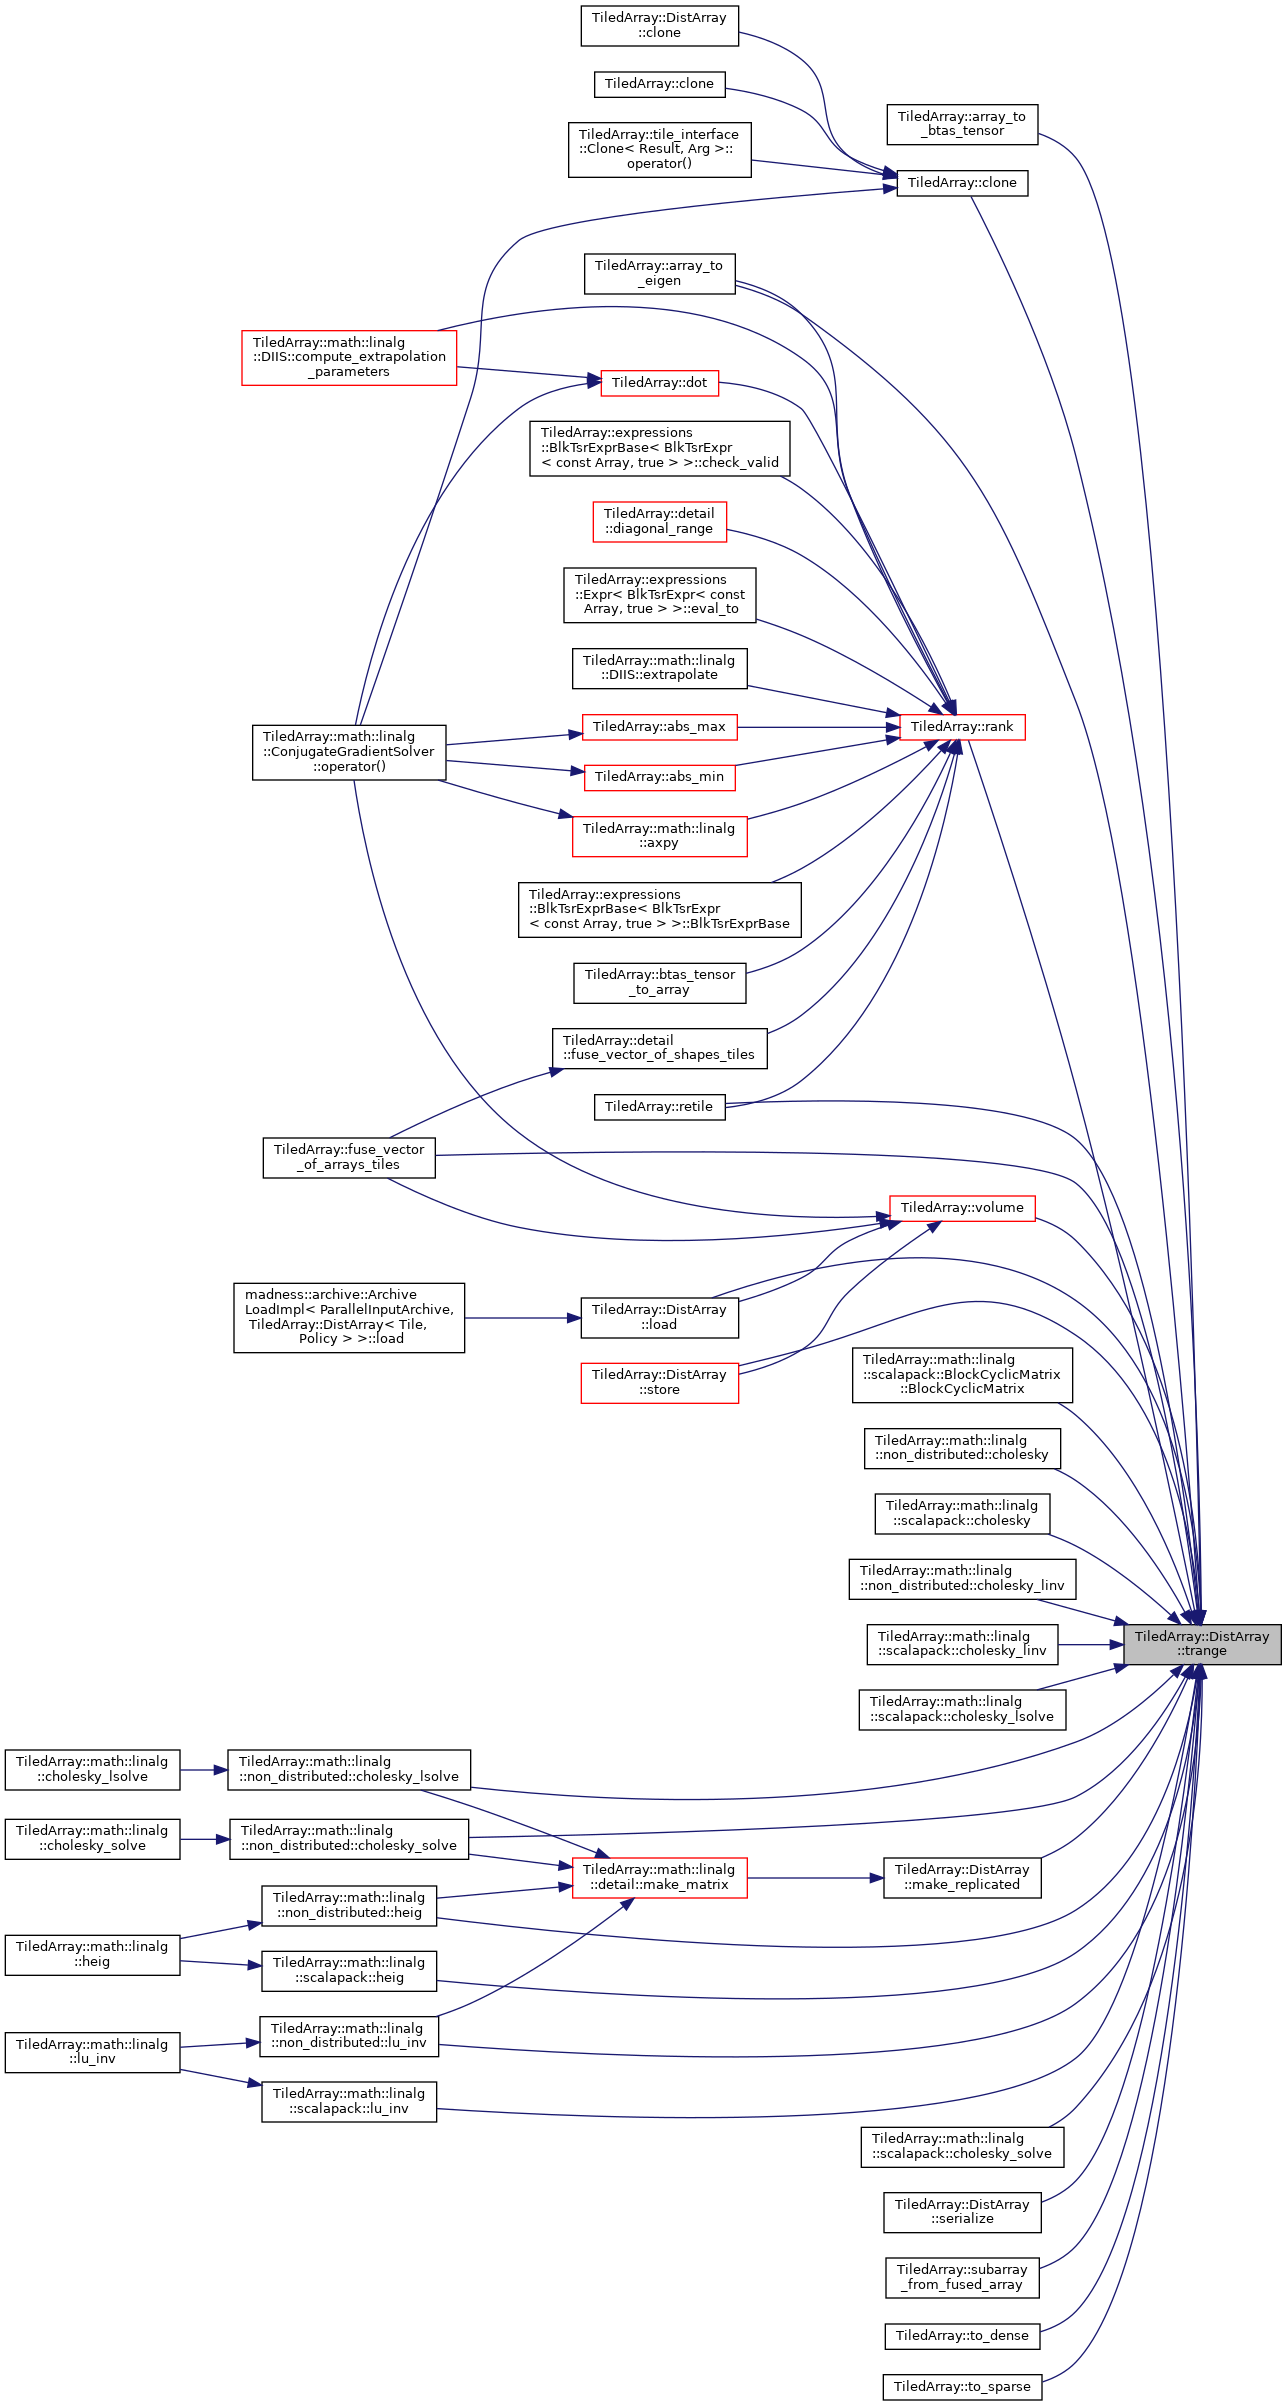 TiledArray::DistArray
::clone
TiledArray::clone
TiledArray::array_to
_btas_tensor
TiledArray::tile_interface
::Clone< Result, Arg >::
operator()
TiledArray::clone
TiledArray::array_to
_eigen
TiledArray::math::linalg
::DIIS::compute_extrapolation
_parameters
TiledArray::dot
TiledArray::expressions
::BlkTsrExprBase< BlkTsrExpr
< const Array, true > >::check_valid
TiledArray::detail
::diagonal_range
TiledArray::expressions
::Expr< BlkTsrExpr< const
Array, true > >::eval_to
TiledArray::math::linalg
::DIIS::extrapolate
TiledArray::abs_max
TiledArray::rank
TiledArray::math::linalg
::ConjugateGradientSolver
::operator()
TiledArray::abs_min
TiledArray::math::linalg
::axpy
TiledArray::expressions
::BlkTsrExprBase< BlkTsrExpr
< const Array, true > >::BlkTsrExprBase
TiledArray::btas_tensor
_to_array
TiledArray::detail
::fuse_vector_of_shapes_tiles
TiledArray::retile
TiledArray::fuse_vector
_of_arrays_tiles
TiledArray::volume
madness::archive::Archive
LoadImpl< ParallelInputArchive,
TiledArray::DistArray< Tile,
Policy > >::load
TiledArray::DistArray
::load
TiledArray::DistArray
::store
TiledArray::math::linalg
::scalapack::BlockCyclicMatrix
::BlockCyclicMatrix
TiledArray::math::linalg
::non_distributed::cholesky
TiledArray::math::linalg
::scalapack::cholesky
TiledArray::math::linalg
::non_distributed::cholesky_linv
TiledArray::math::linalg
::scalapack::cholesky_linv
TiledArray::DistArray
::trange
TiledArray::math::linalg
::scalapack::cholesky_lsolve
TiledArray::math::linalg
::cholesky_lsolve
TiledArray::math::linalg
::non_distributed::cholesky_lsolve
TiledArray::math::linalg
::cholesky_solve
TiledArray::math::linalg
::non_distributed::cholesky_solve
TiledArray::math::linalg
::detail::make_matrix
TiledArray::DistArray
::make_replicated
TiledArray::math::linalg
::non_distributed::heig
TiledArray::math::linalg
::heig
TiledArray::math::linalg
::scalapack::heig
TiledArray::math::linalg
::non_distributed::lu_inv
TiledArray::math::linalg
::lu_inv
TiledArray::math::linalg
::scalapack::lu_inv
TiledArray::math::linalg
::scalapack::cholesky_solve
TiledArray::DistArray
::serialize
TiledArray::subarray
_from_fused_array
TiledArray::to_dense
TiledArray::to_sparse